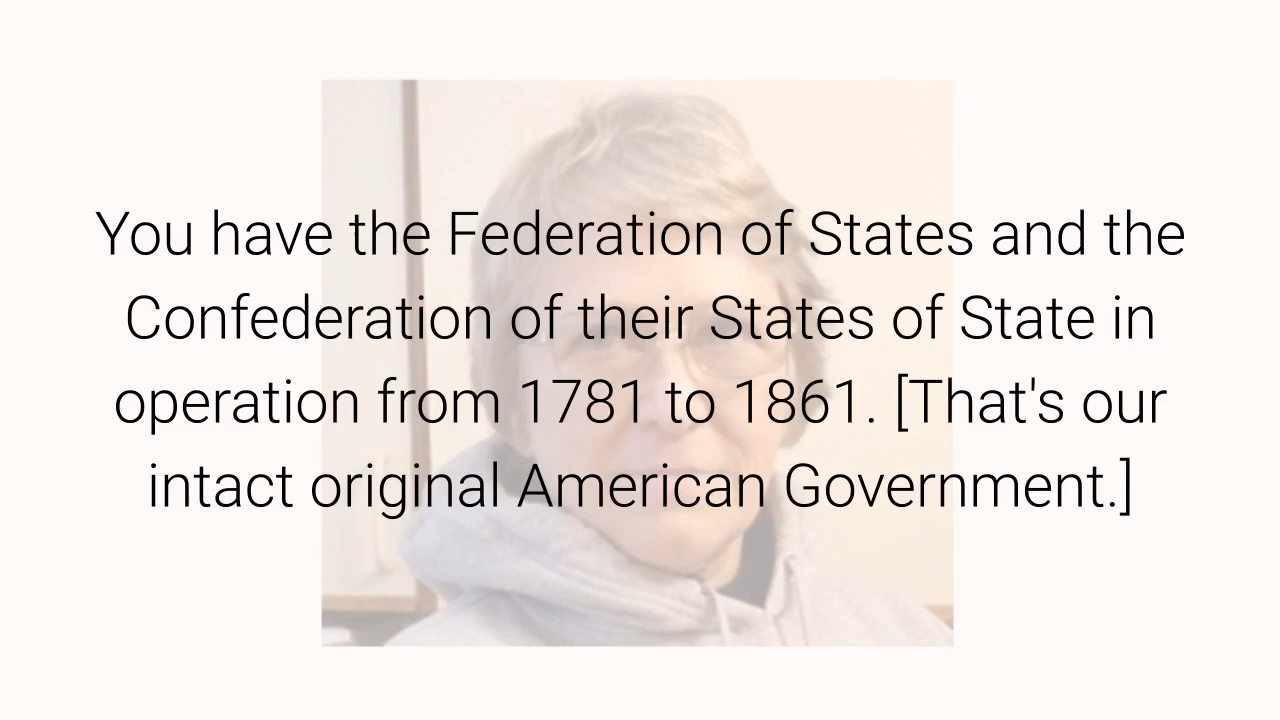 You have the Federation of States and the
Confederation of their States of State in
operation from 1781 to 1861. [That's our
intact original American Government.]